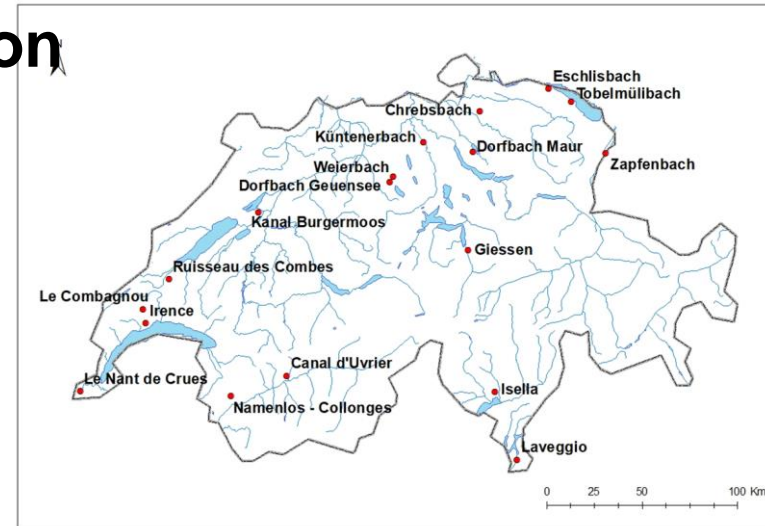 on
N
Eschlisbach
Tobelmülibach
Chrebsbach
Küntenerbach
Dorfbach Maur
Zapfenbach
Weierbach
Dorfbach Geuensee
Kanal Burgermoos
Giessen
Ruisseau des Combes
Le Combagnou
Irence
Canal d'Uvrier
Le Nant de Crues
Isella
Namenlos - Collonges
Laveggio
0 25 50 100 Km